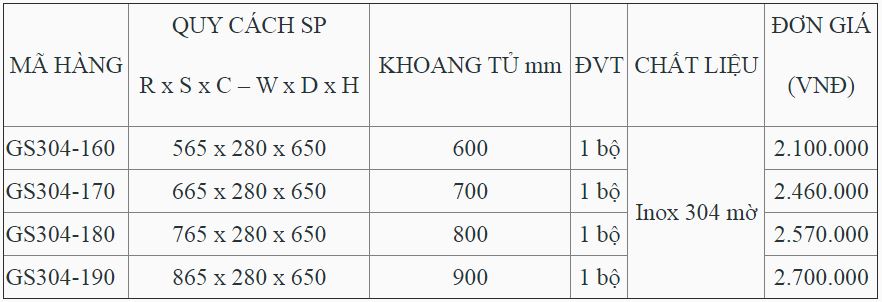 MÃ HÀNG QUY CÁCH SP R x S x C – W x D x H KHOANG TỦ mm ĐVT CHẤT LIỆU ĐƠN GIÁ (VNĐ)
GS304-160 565 x 280 x 650 600 1 bộ Inox 304 mờ 2.100.000
GS304-170 665 x 280 x 650 700 1 bộ 2.460.000
GS304-180 765 x 280 x 650 800 1 bộ 2.570.000
GS304-190 865 x 280 x 650 900 1 bộ 2.700.000